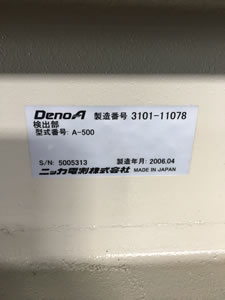 DenoA 製造番号 3101-11078
検出部
型式番号: A-500
S/N: 5005313 製造年月: 2006.04
ニッカ電測株式会社 MADE IN JAPAN